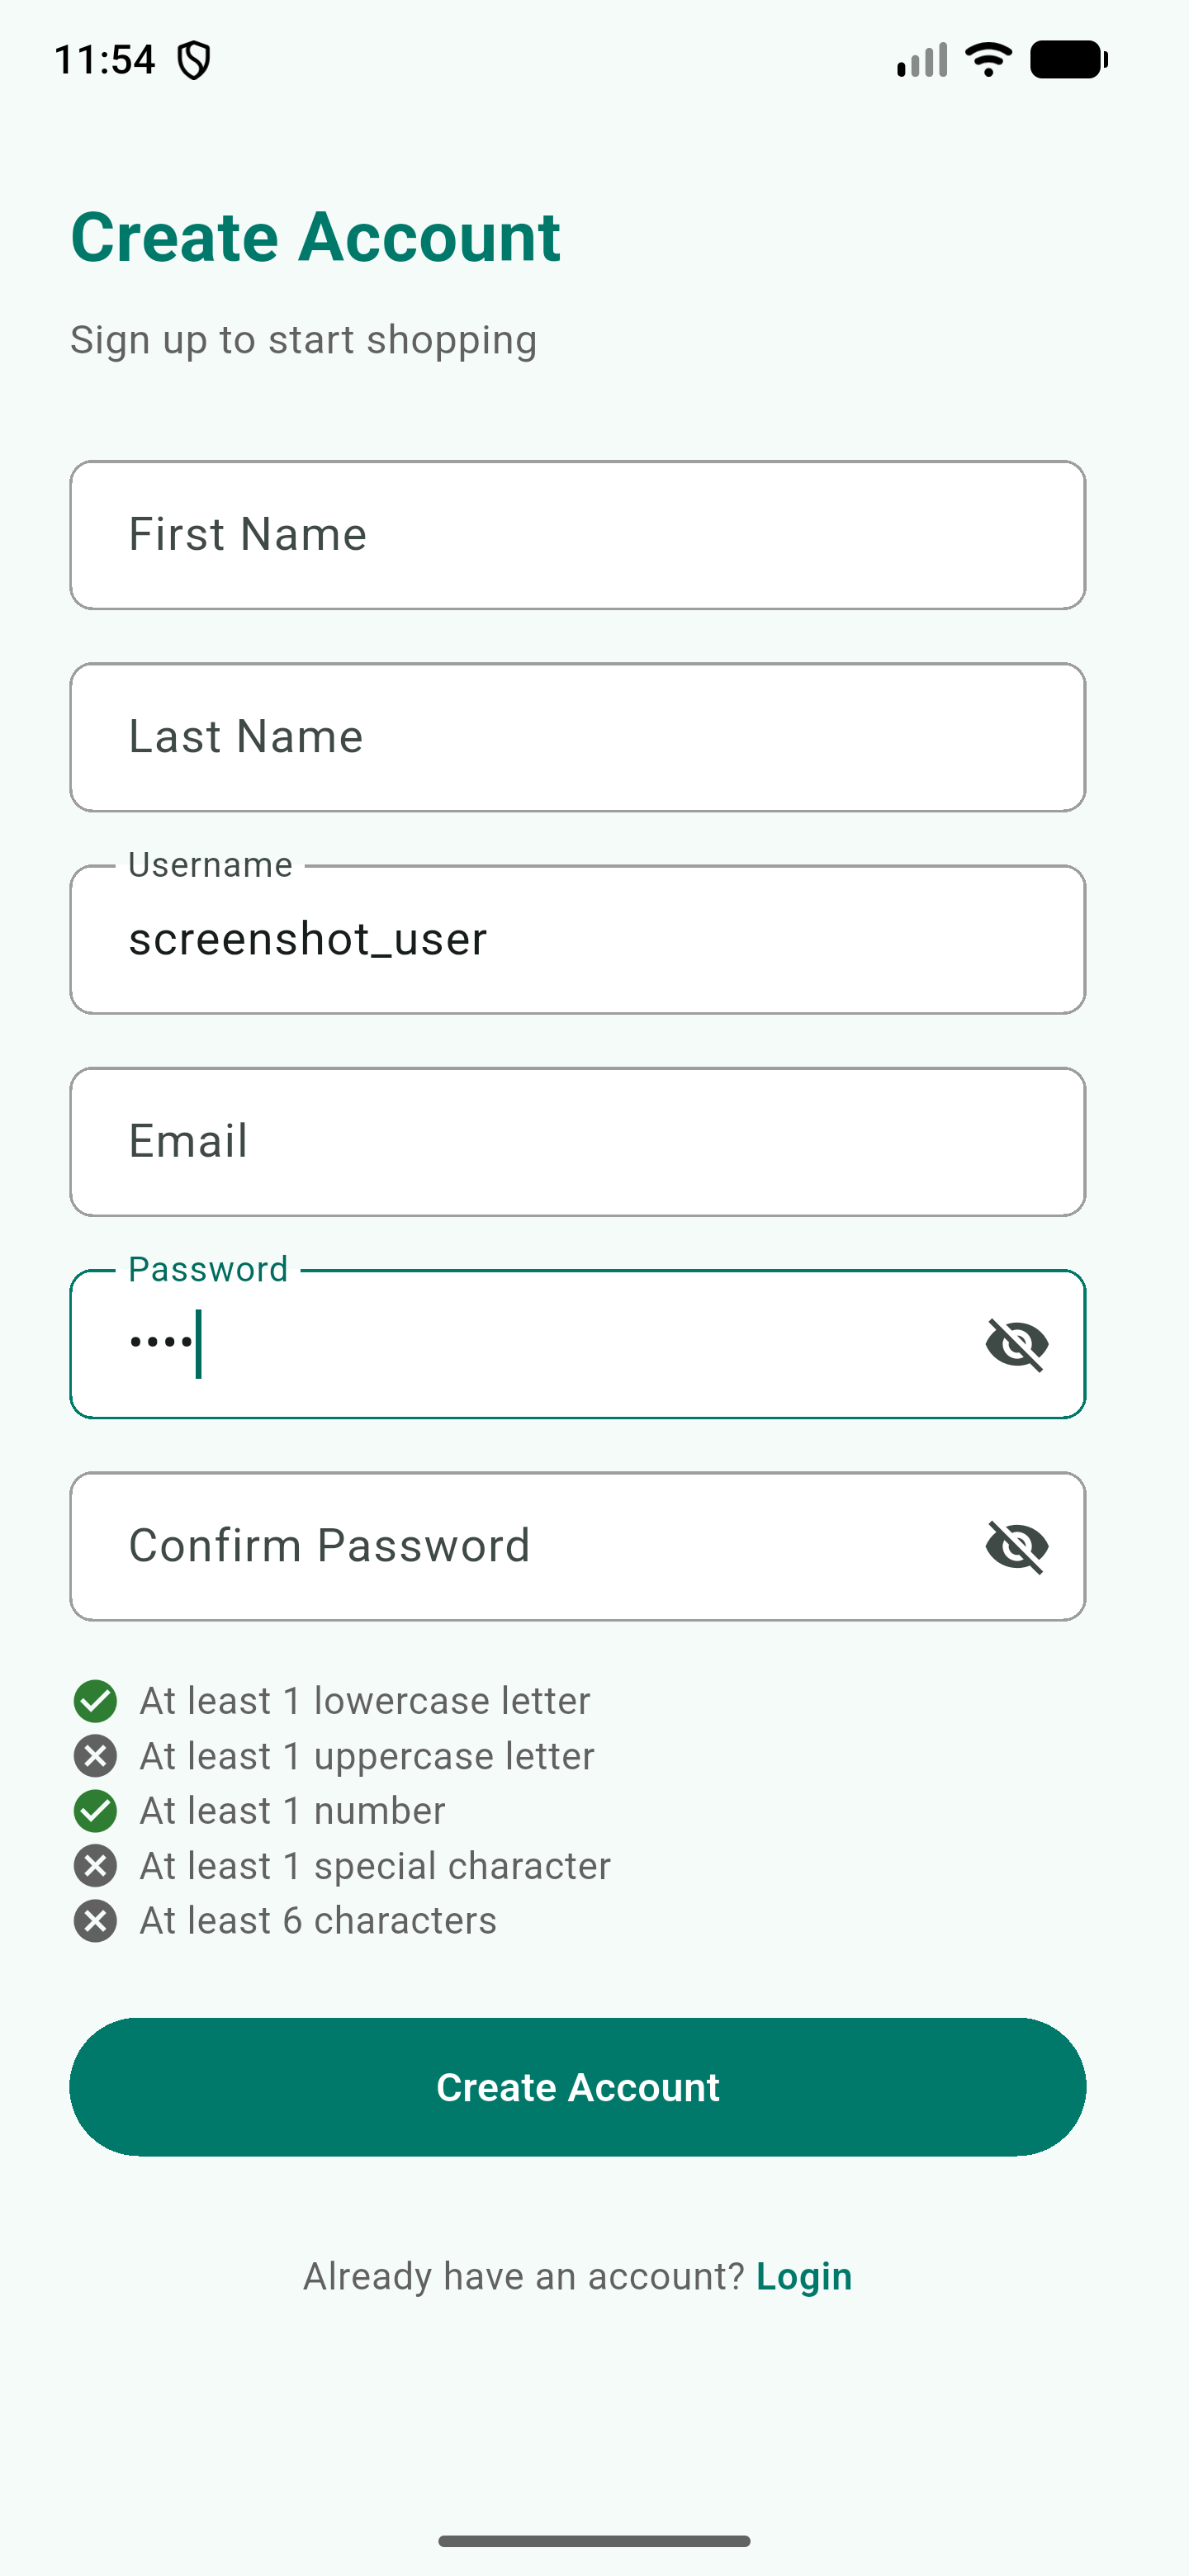 11:54
Create Account
Sign up to start shopping
First Name
Last Name
Username
screenshot_user
Email
Password
••••
Confirm Password
At least 1 lowercase letter
At least 1 uppercase letter
At least 1 number
At least 1 special character
At least 6 characters
Create Account
Already have an account? Login